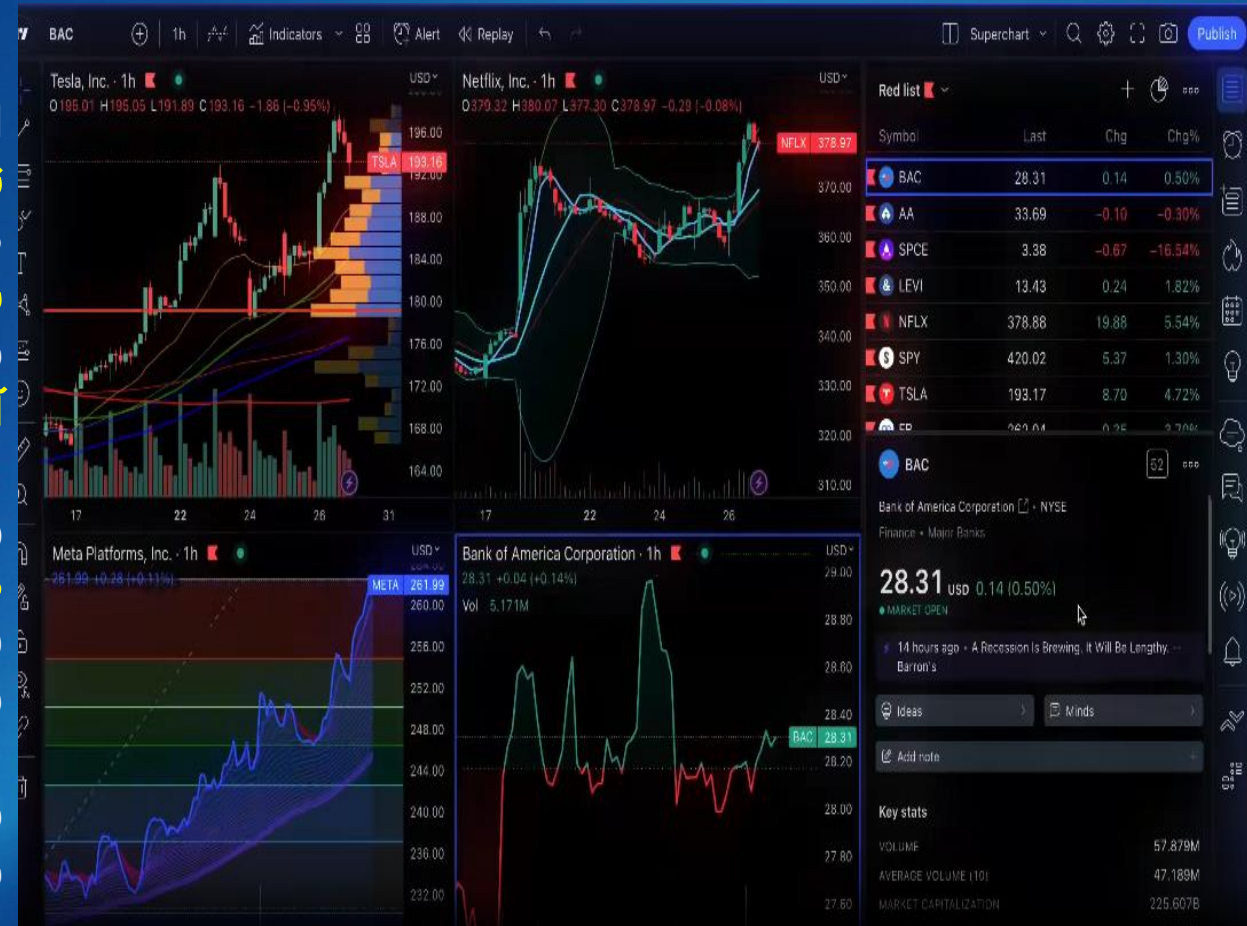 BAC 1h Indicators Alert Replay Superchart Publish
Tesla, Inc. · 1h USD
O195.01 H195.05 L191.89 C193.16 −1.86 (−0.95%)
196.00
TSLA 193.16
192.00
188.00
184.00
180.00
176.00
172.00
168.00
164.00
17 22 24 26 31
Netflix, Inc. · 1h USD
O379.32 H380.07 L377.30 C378.97 −0.29 (−0.08%)
NFLX 378.97
370.00
360.00
350.00
340.00
330.00
320.00
310.00
17 22 24 26
Meta Platforms, Inc. · 1h USD
261.99 +0.28 (+0.11%)
META 261.99
260.00
256.00
252.00
248.00
244.00
240.00
236.00
232.00
Bank of America Corporation · 1h USD
28.31 +0.04 (+0.14%)
Vol 5.171M
29.00
28.80
28.60
28.40
BAC 28.31
28.20
28.00
27.80
27.60
Red list
Symbol Last Chg Chg%
BAC 28.31 0.14 0.50%
AA 33.69 −0.10 −0.30%
SPCE 3.38 −0.67 −16.54%
LEVI 13.43 0.24 1.82%
NFLX 378.88 19.88 5.54%
SPY 420.02 5.37 1.30%
TSLA 193.17 8.70 4.72%
BAC 52
Bank of America Corporation · NYSE
Finance · Major Banks
28.31 USD 0.14 (0.50%)
MARKET OPEN
14 hours ago · A Recession Is Brewing. It Will Be Lengthy. —
Barron's
Ideas Minds
Add note
Key stats
VOLUME 57.879M
AVERAGE VOLUME (10) 47.189M
MARKET CAPITALIZATION 225.607B